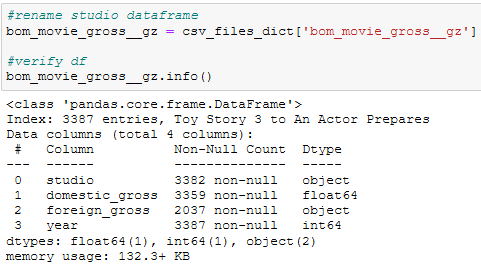 #rename studio dataframe
bom_movie_gross__gz = csv_files_dict['bom_movie_gross__gz']
#verify df
bom_movie_gross__gz.info()
<class 'pandas.core.frame.DataFrame'>
Index: 3387 entries, Toy Story 3 to An Actor Prepares
Data columns (total 4 columns):
 #   Column          Non-Null Count  Dtype
---  ------          --------------  -----
 0   studio          3382 non-null   object
 1   domestic_gross  3359 non-null   float64
 2   foreign_gross   2037 non-null   object
 3   year            3387 non-null   int64
dtypes: float64(1), int64(1), object(2)
memory usage: 132.3+ KB